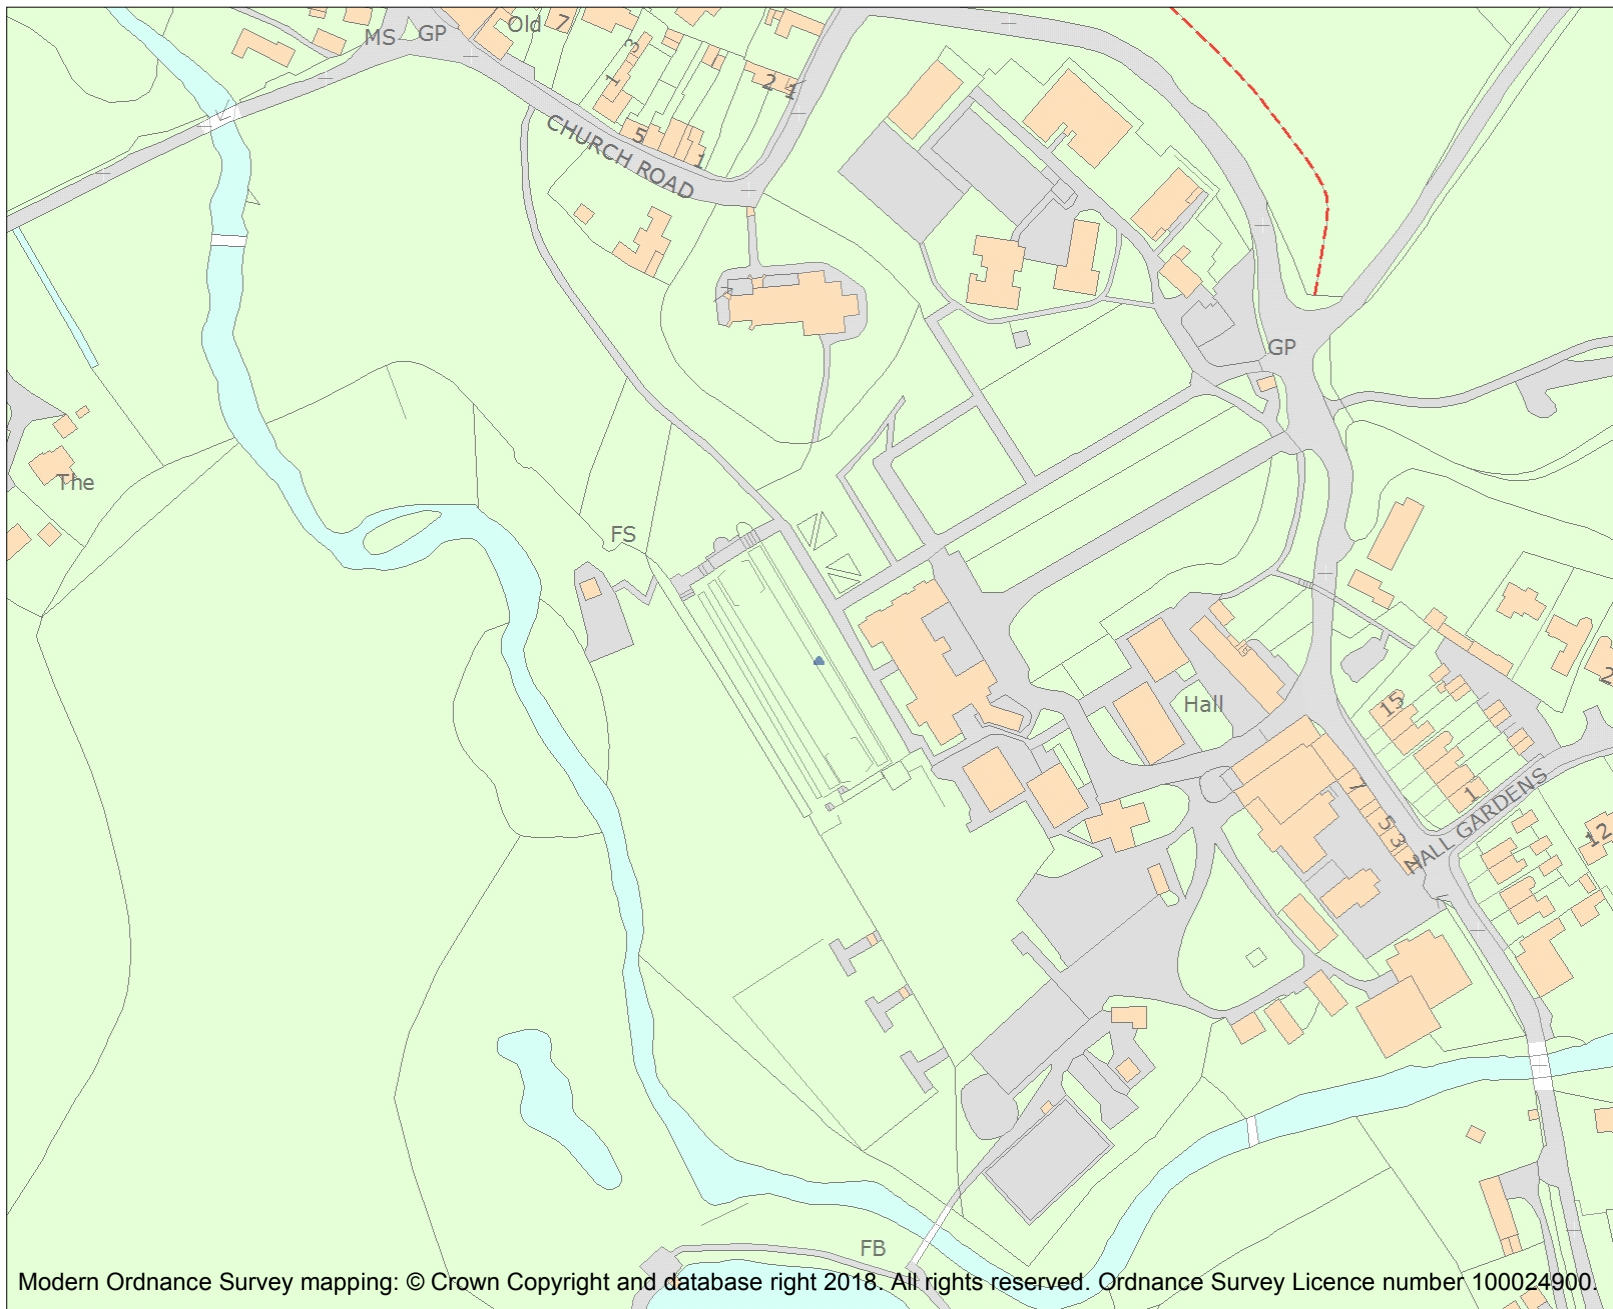 MS GP
Old
7
3
1
2 1
5
1
CHURCH ROAD
GP
The
FS
Hall
15
2
1
HALL GARDENS
7
5
3
12
FB
Modern Ordnance Survey mapping: © Crown Copyright and database right 2018. All rights reserved. Ordnance Survey Licence number 100024900.